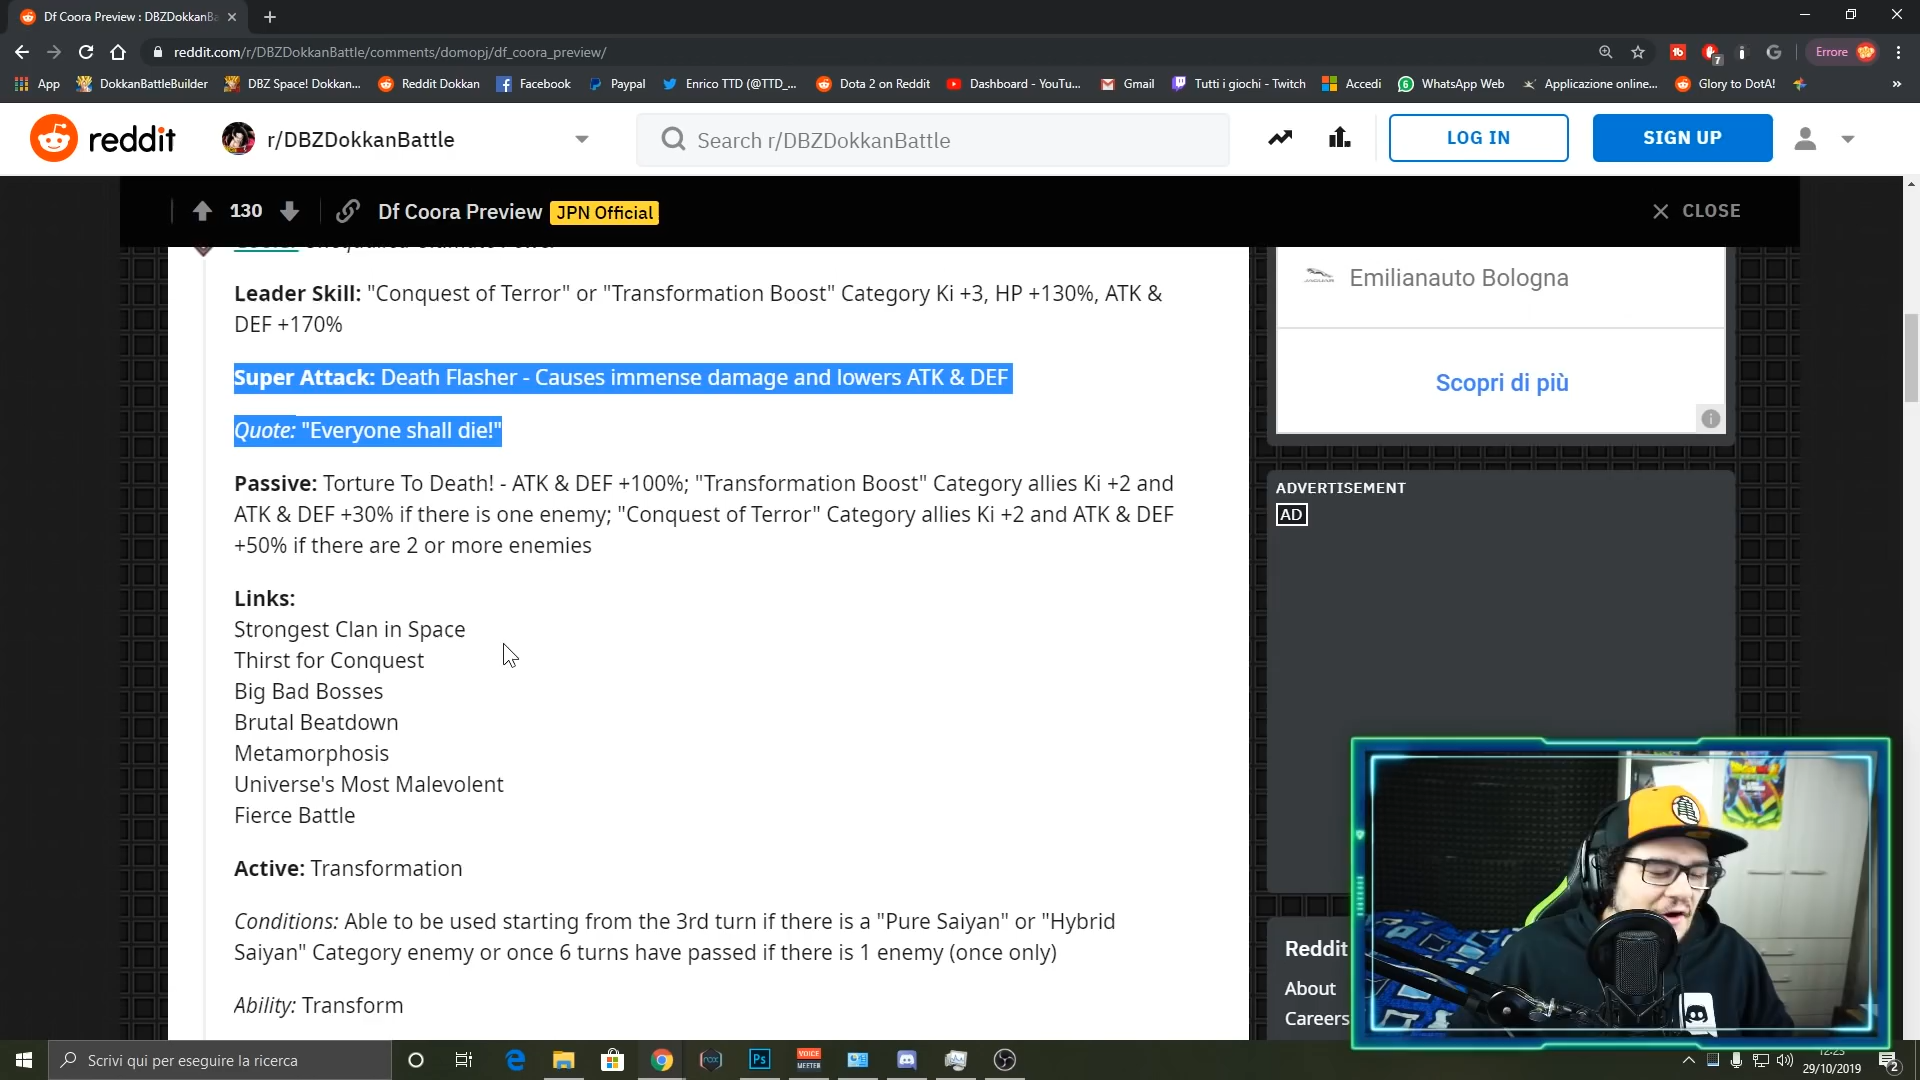 Df Coora Preview : DBZDokkanBa
reddit.com/r/DBZDokkanBattle/comments/domopj/df_coora_preview/
7
Errore
App
DokkanBattleBuilder
DBZ Space! Dokkan...
Reddit Dokkan
Facebook
Paypal
Enrico TTD (@TTD_...
Dota 2 on Reddit
Dashboard - YouTu...
Gmail
Tutti i giochi - Twitch
Accedi
WhatsApp Web
Applicazione online...
Glory to DotA!
»
reddit
r/DBZDokkanBattle
Search r/DBZDokkanBattle
LOG IN
SIGN UP
130
Df Coora Preview
JPN Official
CLOSE
Leader Skill: "Conquest of Terror" or "Transformation Boost" Category Ki +3, HP +130%, ATK &
DEF +170%
Super Attack: Death Flasher - Causes immense damage and lowers ATK & DEF
Quote: "Everyone shall die!"
Passive: Torture To Death! - ATK & DEF +100%; "Transformation Boost" Category allies Ki +2 and
ATK & DEF +30% if there is one enemy; "Conquest of Terror" Category allies Ki +2 and ATK & DEF
+50% if there are 2 or more enemies
Links:
Strongest Clan in Space
Thirst for Conquest
Big Bad Bosses
Brutal Beatdown
Metamorphosis
Universe's Most Malevolent
Fierce Battle
Active: Transformation
Conditions: Able to be used starting from the 3rd turn if there is a "Pure Saiyan" or "Hybrid
Saiyan" Category enemy or once 6 turns have passed if there is 1 enemy (once only)
Ability: Transform
Emilianauto Bologna
Scopri di più
ADVERTISEMENT
AD
Reddit
About
Careers
Scrivi qui per eseguire la ricerca
Ps
VOICE
MEETER
12:23
29/10/2019
2